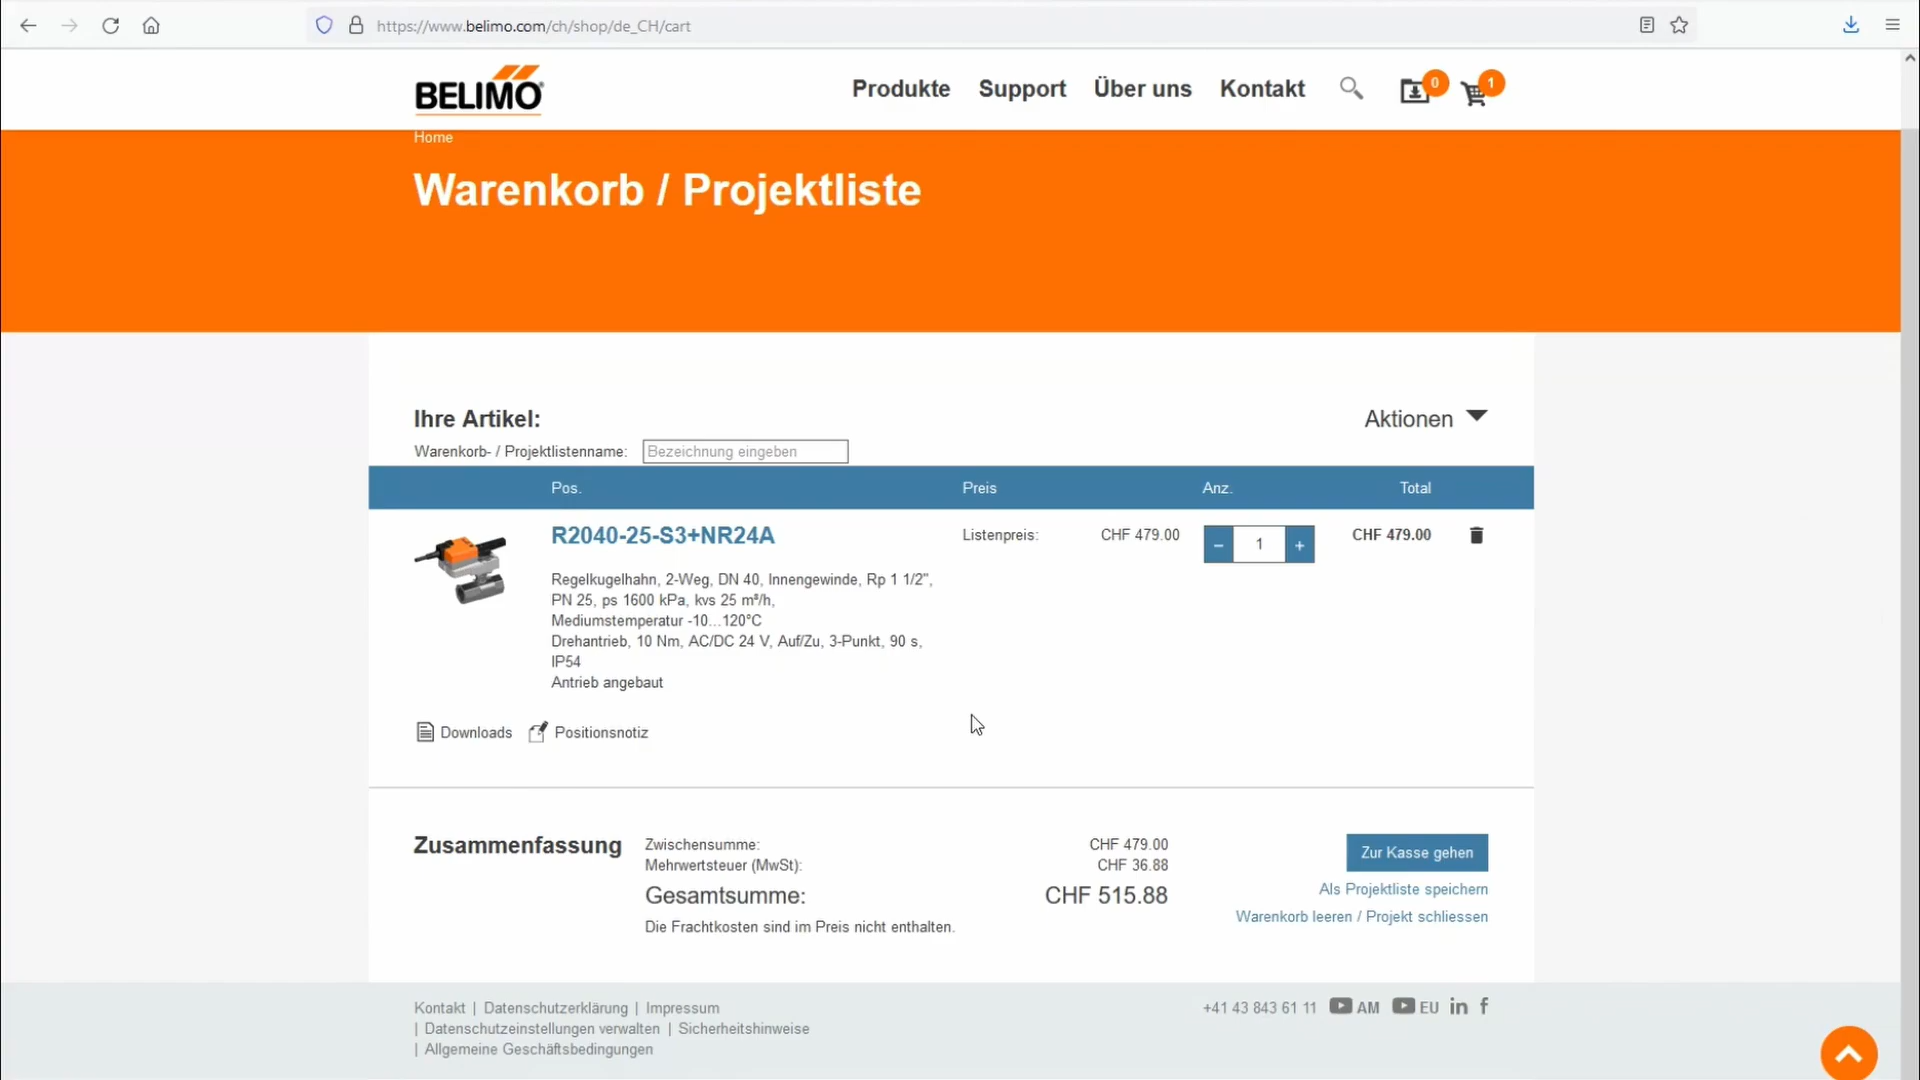 https://www.belimo.com/ch/shop/de_CH/cart
BELIMO
Produkte
Support
Über uns
Kontakt
0
1
Home
Warenkorb / Projektliste
Ihre Artikel:
Aktionen
Warenkorb- / Projektlistenname:
Bezeichnung eingeben
Pos.
Preis
Anz.
Total
R2040-25-S3+NR24A
Listenpreis:
CHF 479.00
–
1
+
CHF 479.00
Regelkugelhahn, 2-Weg, DN 40, Innengewinde, Rp 1 1/2",
PN 25, ps 1600 kPa, kvs 25 m³/h,
Mediumstemperatur -10...120°C
Drehantrieb, 10 Nm, AC/DC 24 V, Auf/Zu, 3-Punkt, 90 s,
IP54
Antrieb angebaut
Downloads
Positionsnotiz
Zusammenfassung
Zwischensumme:
CHF 479.00
Mehrwertsteuer (MwSt):
CHF 36.88
Gesamtsumme:
CHF 515.88
Die Frachtkosten sind im Preis nicht enthalten.
Zur Kasse gehen
Als Projektliste speichern
Warenkorb leeren / Projekt schliessen
Kontakt | Datenschutzerklärung | Impressum
| Datenschutzeinstellungen verwalten | Sicherheitshinweise
| Allgemeine Geschäftsbedingungen
+41 43 843 61 11
AM
EU
in
f